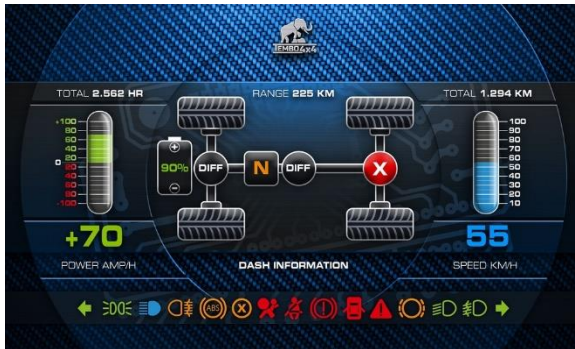 TEMBO 4x4
TOTAL 2.562 HR
RANGE 225 KM
TOTAL 1.294 KM
+100
80
60
40
20
0
20
40
60
80
-100
90%
DIFF
N
DIFF
X
100
90
80
70
60
50
40
30
20
10
+70
55
POWER AMP/H
DASH INFORMATION
SPEED KM/H
ABS
X